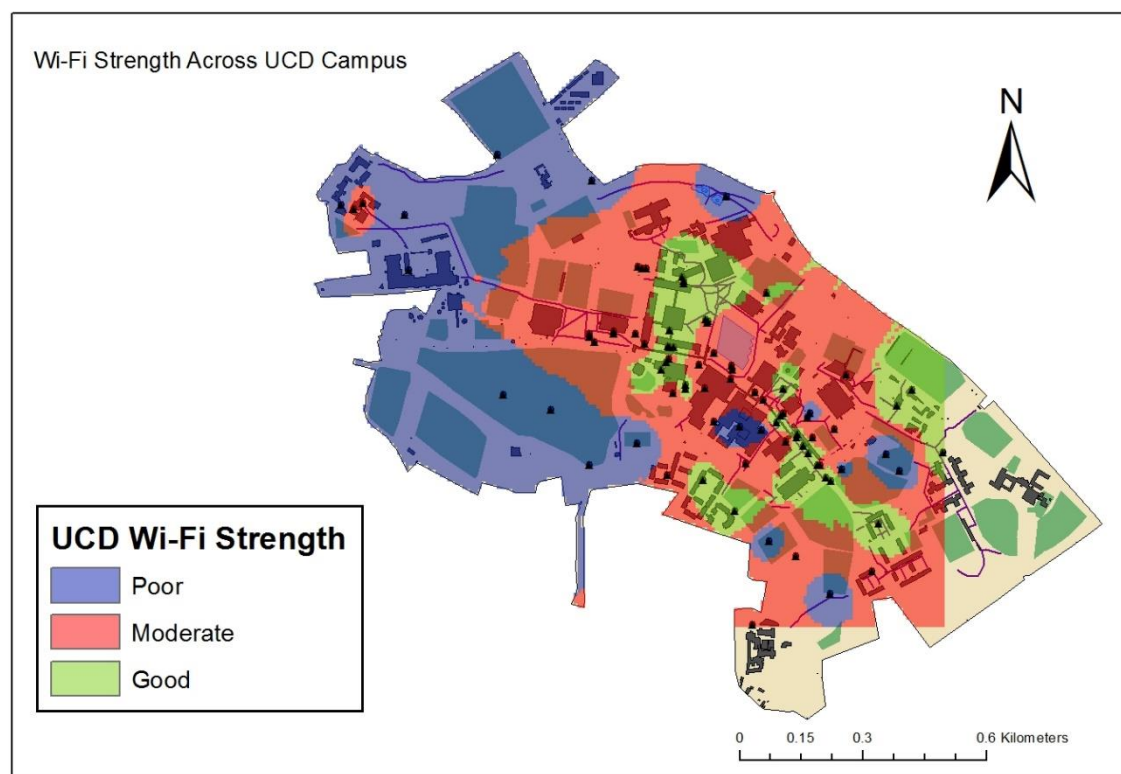 Wi-Fi Strength Across UCD Campus
N
UCD Wi-Fi Strength
Poor
Moderate
Good
0 0.15 0.3 0.6 Kilometers